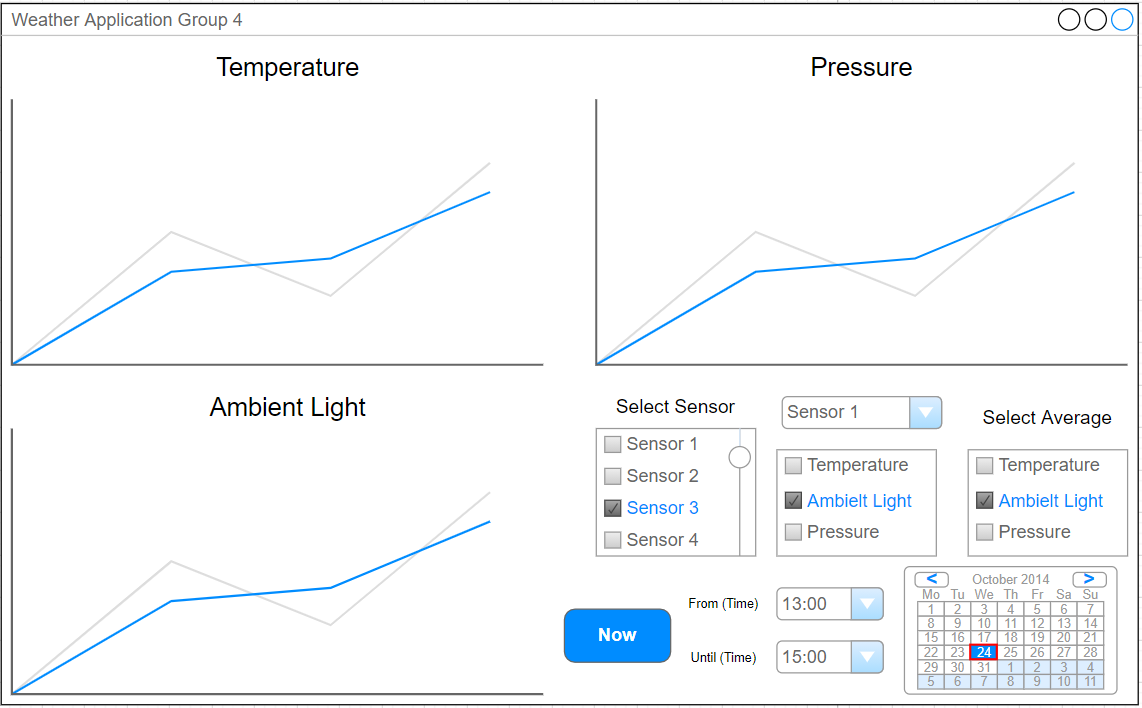 Weather Application Group 4
Temperature
Pressure
Ambient Light
Select Sensor
Sensor 1
Sensor 2
Sensor 3
Sensor 4
Sensor 1
Temperature
Ambielt Light
Pressure
Select Average
Temperature
Ambielt Light
Pressure
Now
From (Time)
13:00
Until (Time)
15:00
< October 2014 >
Mo Tu We Th Fr Sa Su
1 2 3 4 5 6 7
8 9 10 11 12 13 14
15 16 17 18 19 20 21
22 23 24 25 26 27 28
29 30 31 1 2 3 4
5 6 7 8 9 10 11